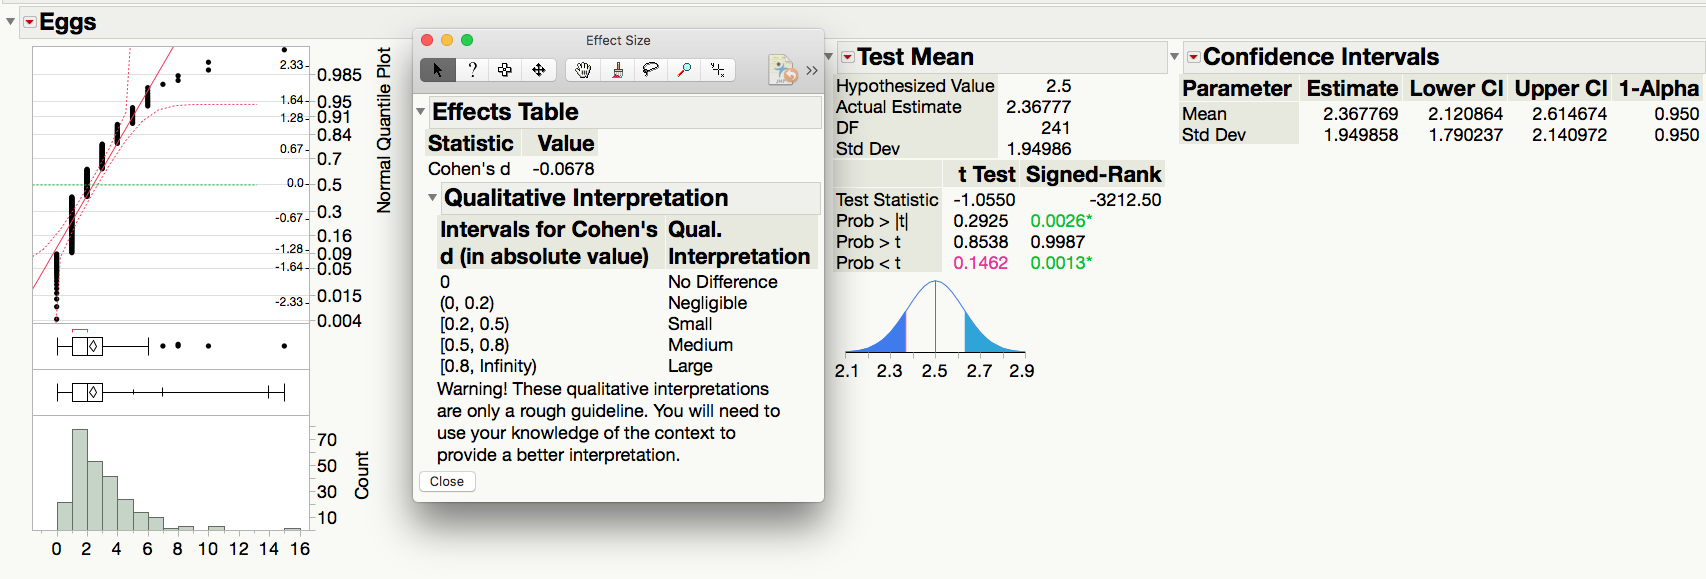 Eggs
Normal Quantile Plot
2.33
0.985
1.64
0.95
1.28
0.91
0.84
0.67
0.7
0.0
0.5
-0.67
0.3
0.16
-1.28
0.09
-1.64
0.05
-2.33
0.015
0.004
70
50
30
10
Count
0 2 4 6 8 10 12 14 16
Effect Size
?
»
Effects Table
Statistic Value
Cohen's d -0.0678
Qualitative Interpretation
Intervals for Cohen's Qual.
d (in absolute value) Interpretation
0 No Difference
(0, 0.2) Negligible
[0.2, 0.5) Small
[0.5, 0.8) Medium
[0.8, Infinity) Large
Warning! These qualitative interpretations
are only a rough guideline. You will need to
use your knowledge of the context to
provide a better interpretation.
Close
Test Mean
Hypothesized Value 2.5
Actual Estimate 2.36777
DF 241
Std Dev 1.94986
t Test Signed-Rank
Test Statistic -1.0550 -3212.50
Prob > |t| 0.2925 0.0026*
Prob > t 0.8538 0.9987
Prob < t 0.1462 0.0013*
2.1 2.3 2.5 2.7 2.9
Confidence Intervals
Parameter Estimate Lower CI Upper CI 1-Alpha
Mean 2.367769 2.120864 2.614674 0.950
Std Dev 1.949858 1.790237 2.140972 0.950